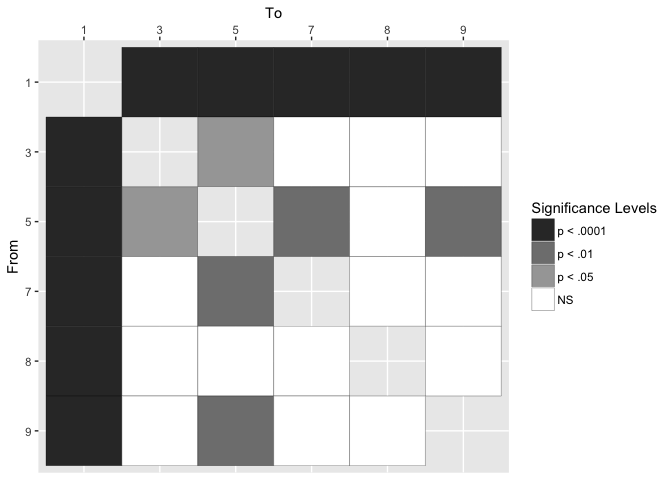 To
1 3 5 7 8 9
From
1
3
5
7
8
9
Significance Levels
p < .0001
p < .01
p < .05
NS